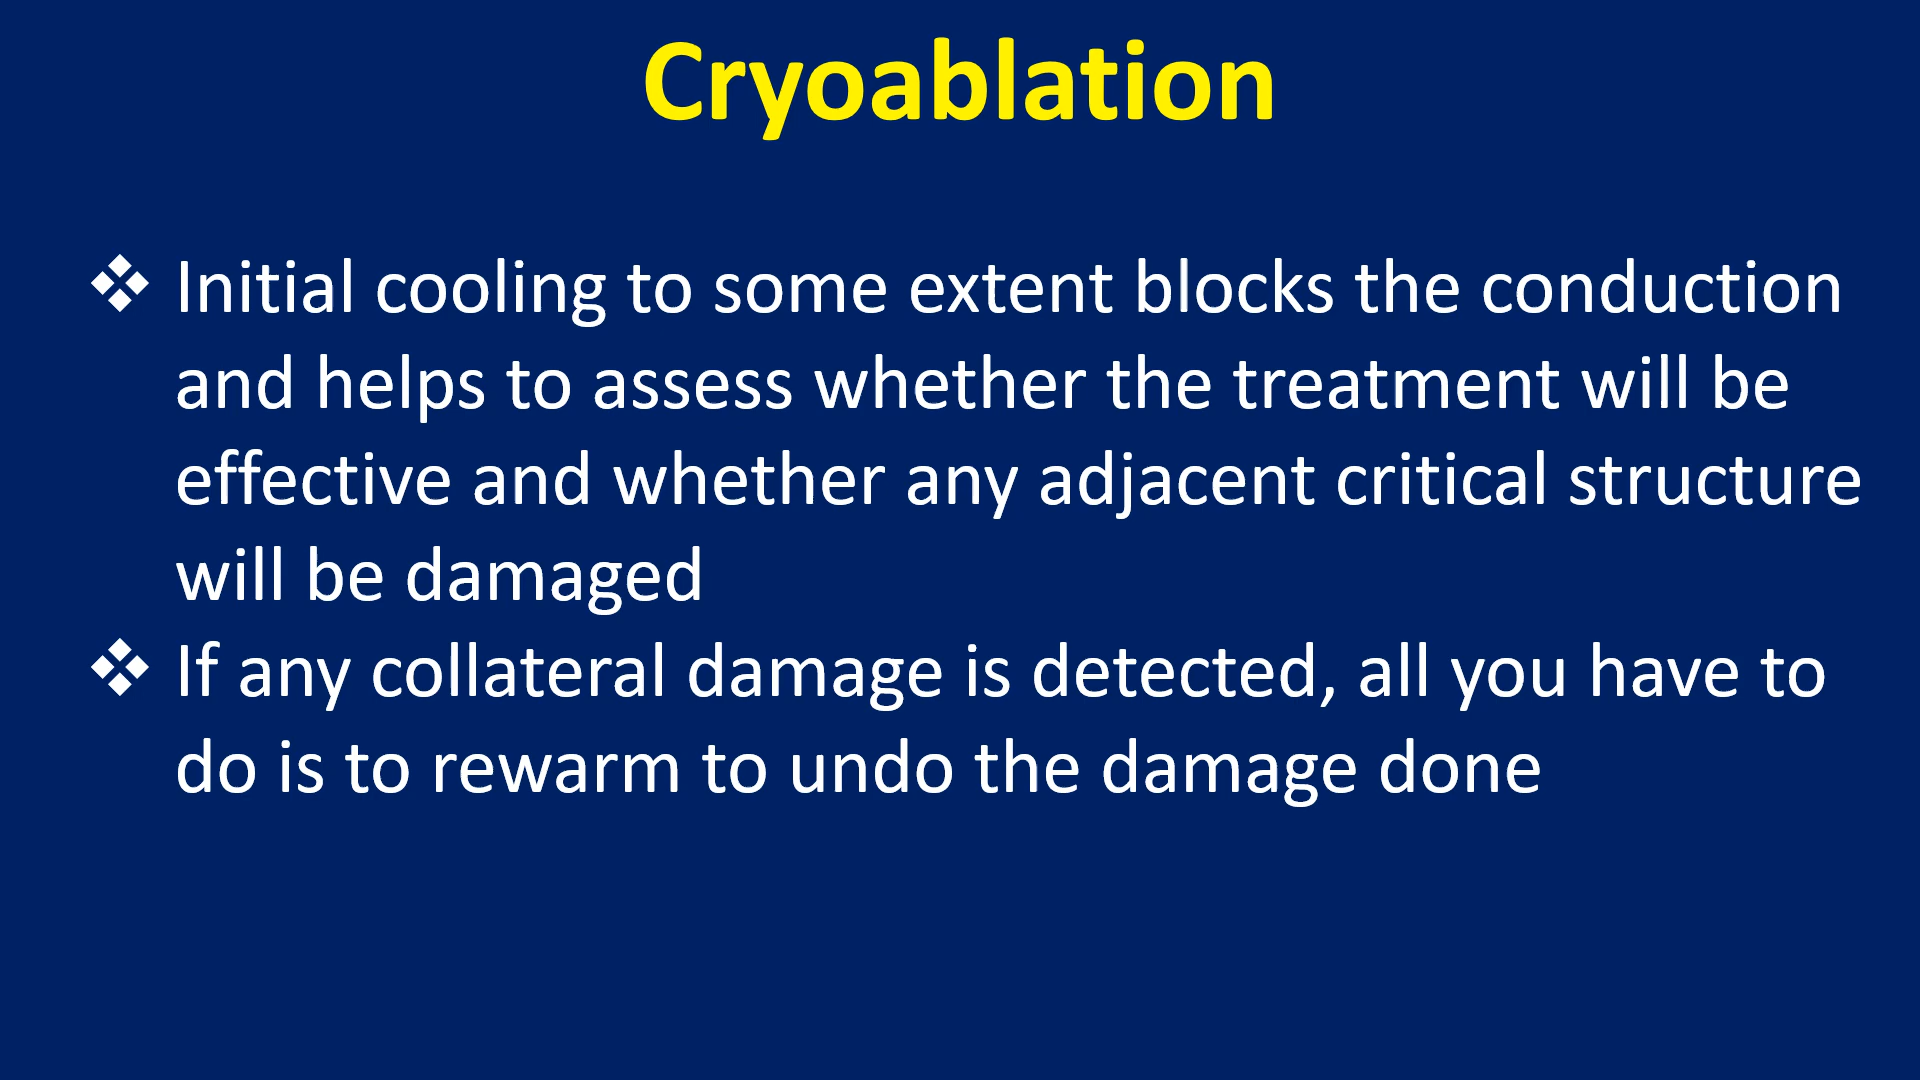 Cryoablation
❖ Initial cooling to some extent blocks the conduction
and helps to assess whether the treatment will be
effective and whether any adjacent critical structure
will be damaged
❖ If any collateral damage is detected, all you have to
do is to rewarm to undo the damage done